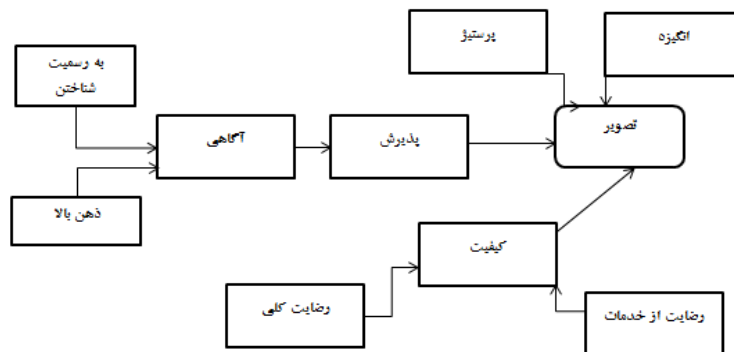 پرستیژ
انگیزه
به رسمیت
شناختن
تصویر
آگاهی
پذیرش
ذهن بالا
کیفیت
رضایت کلی
رضایت از خدمات